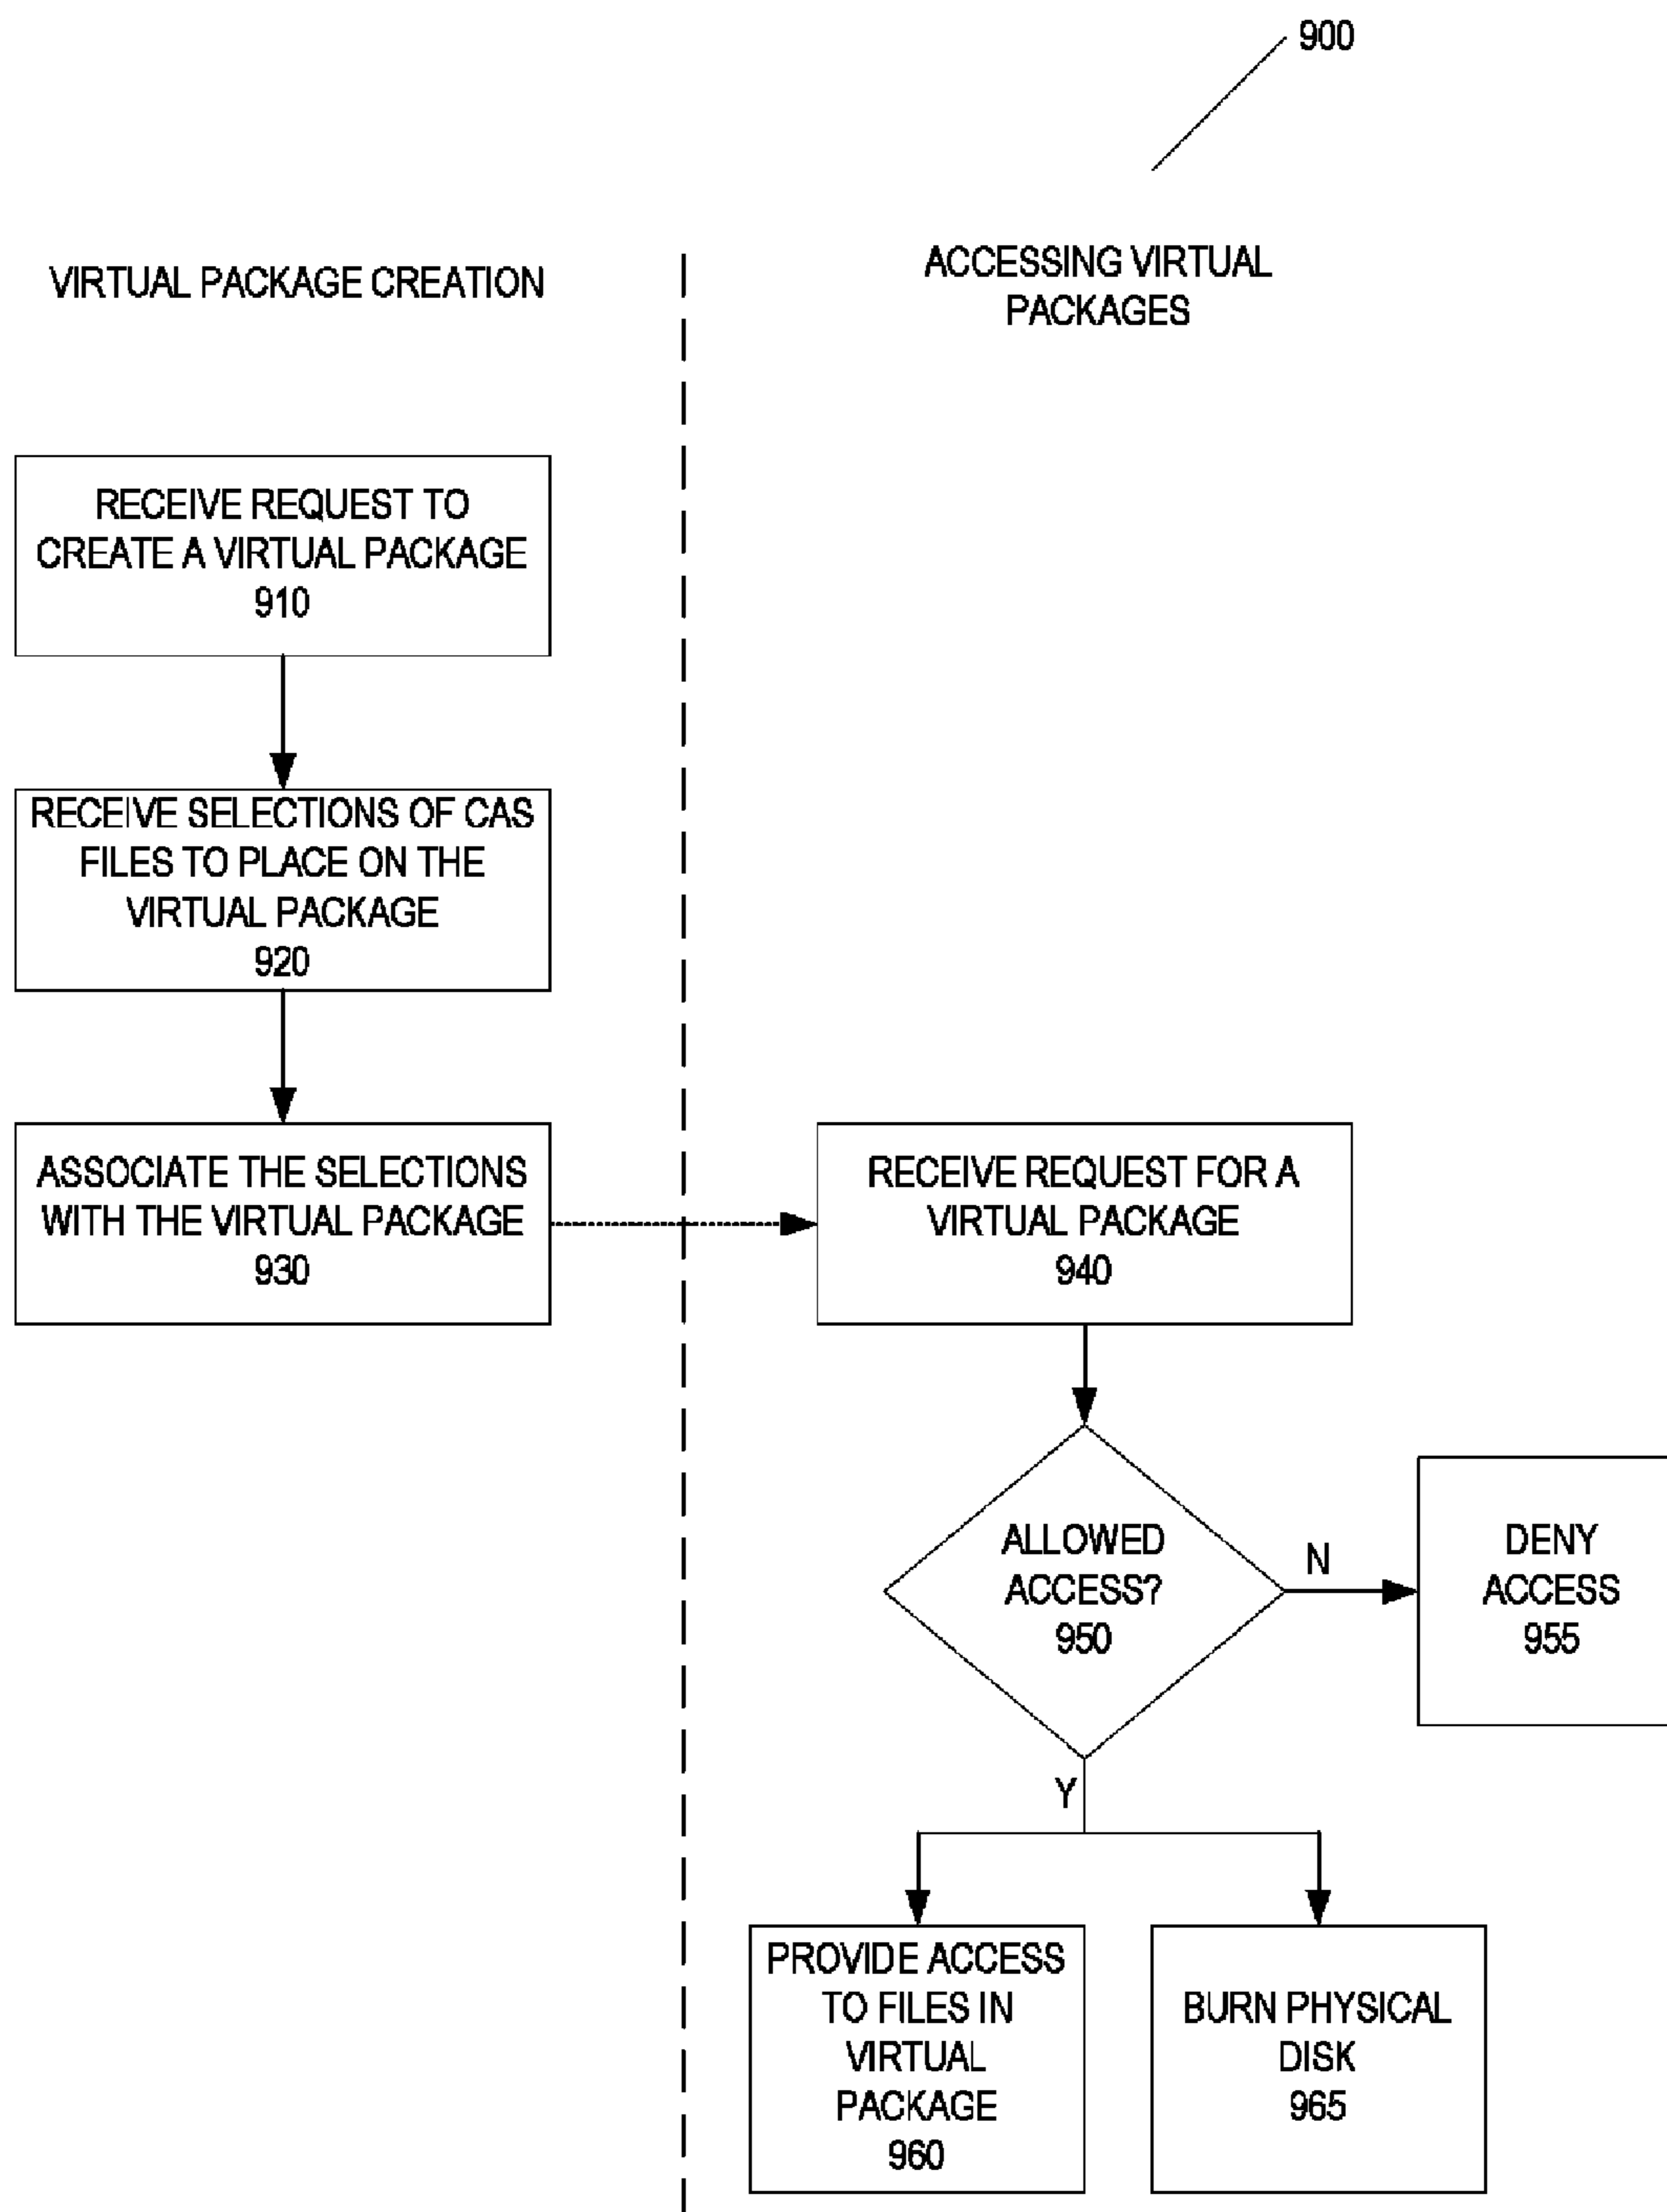 900
VIRTUAL PACKAGE CREATION
ACCESSING VIRTUAL
PACKAGES
RECEIVE REQUEST TO
CREATE A VIRTUAL PACKAGE
910
RECEIVE SELECTIONS OF CAS
FILES TO PLACE ON THE
VIRTUAL PACKAGE
920
ASSOCIATE THE SELECTIONS
WITH THE VIRTUAL PACKAGE
930
RECEIVE REQUEST FOR A
VIRTUAL PACKAGE
940
ALLOWED
ACCESS?
950
N
DENY
ACCESS
955
Y
PROVIDE ACCESS
TO FILES IN
VIRTUAL
PACKAGE
960
BURN PHYSICAL
DISK
965